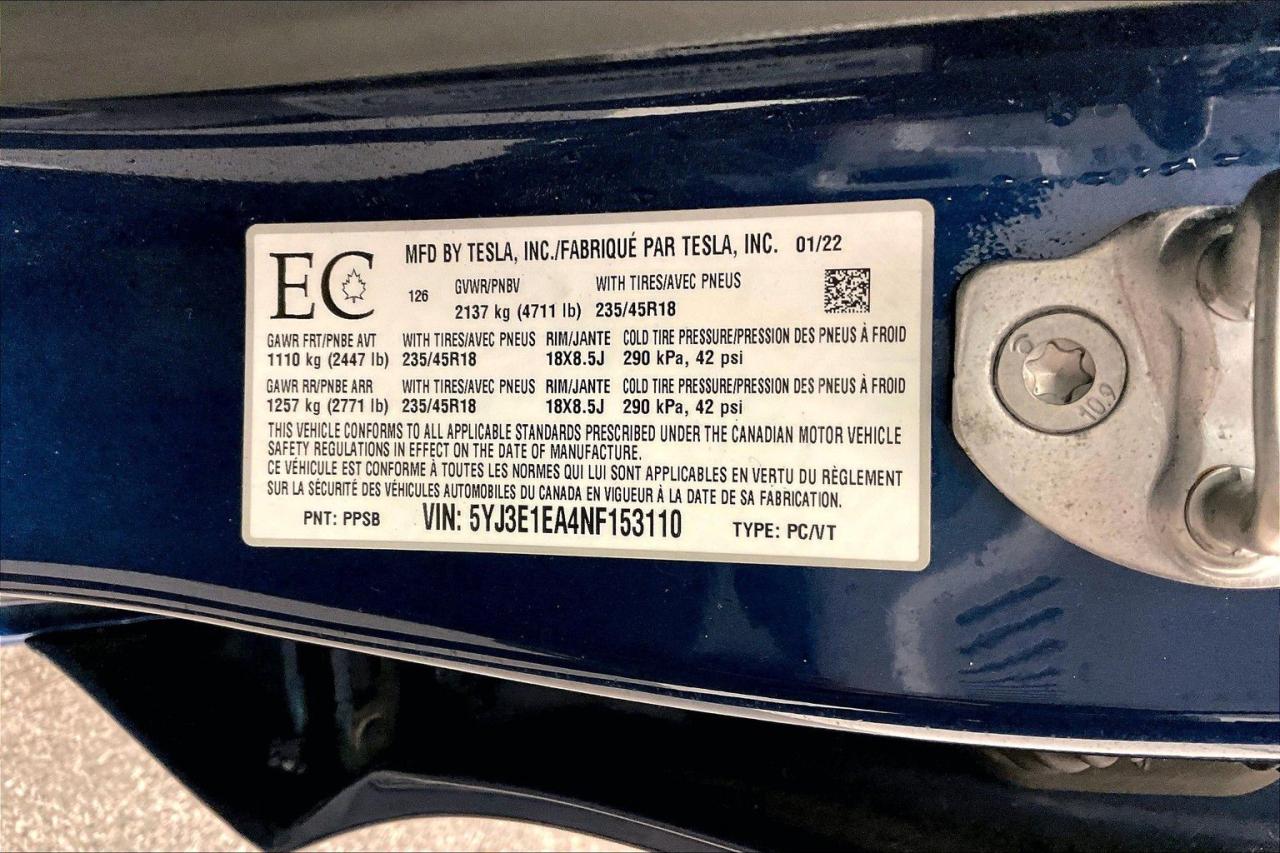 EC MFD BY TESLA, INC./FABRIQUÉ PAR TESLA, INC. 01/22
126 GVWR/PNBV WITH TIRES/AVEC PNEUS
2137 kg (4711 lb) 235/45R18
GAWR FRT/PNBE AVT WITH TIRES/AVEC PNEUS RIM/JANTE COLD TIRE PRESSURE/PRESSION DES PNEUS À FROID
1110 kg (2447 lb) 235/45R18 18X8.5J 290 kPa, 42 psi
GAWR RR/PNBE ARR WITH TIRES/AVEC PNEUS RIM/JANTE COLD TIRE PRESSURE/PRESSION DES PNEUS À FROID
1257 kg (2771 lb) 235/45R18 18X8.5J 290 kPa, 42 psi
THIS VEHICLE CONFORMS TO ALL APPLICABLE STANDARDS PRESCRIBED UNDER THE CANADIAN MOTOR VEHICLE
SAFETY REGULATIONS IN EFFECT ON THE DATE OF MANUFACTURE.
CE VÉHICULE EST CONFORME À TOUTES LES NORMES QUI LUI SONT APPLICABLES EN VERTU DU RÈGLEMENT
SUR LA SÉCURITÉ DES VÉHICULES AUTOMOBILES DU CANADA EN VIGUEUR À LA DATE DE SA FABRICATION.
PNT: PPSB VIN: 5YJ3E1EA4NF153110 TYPE: PC/VT
10.9